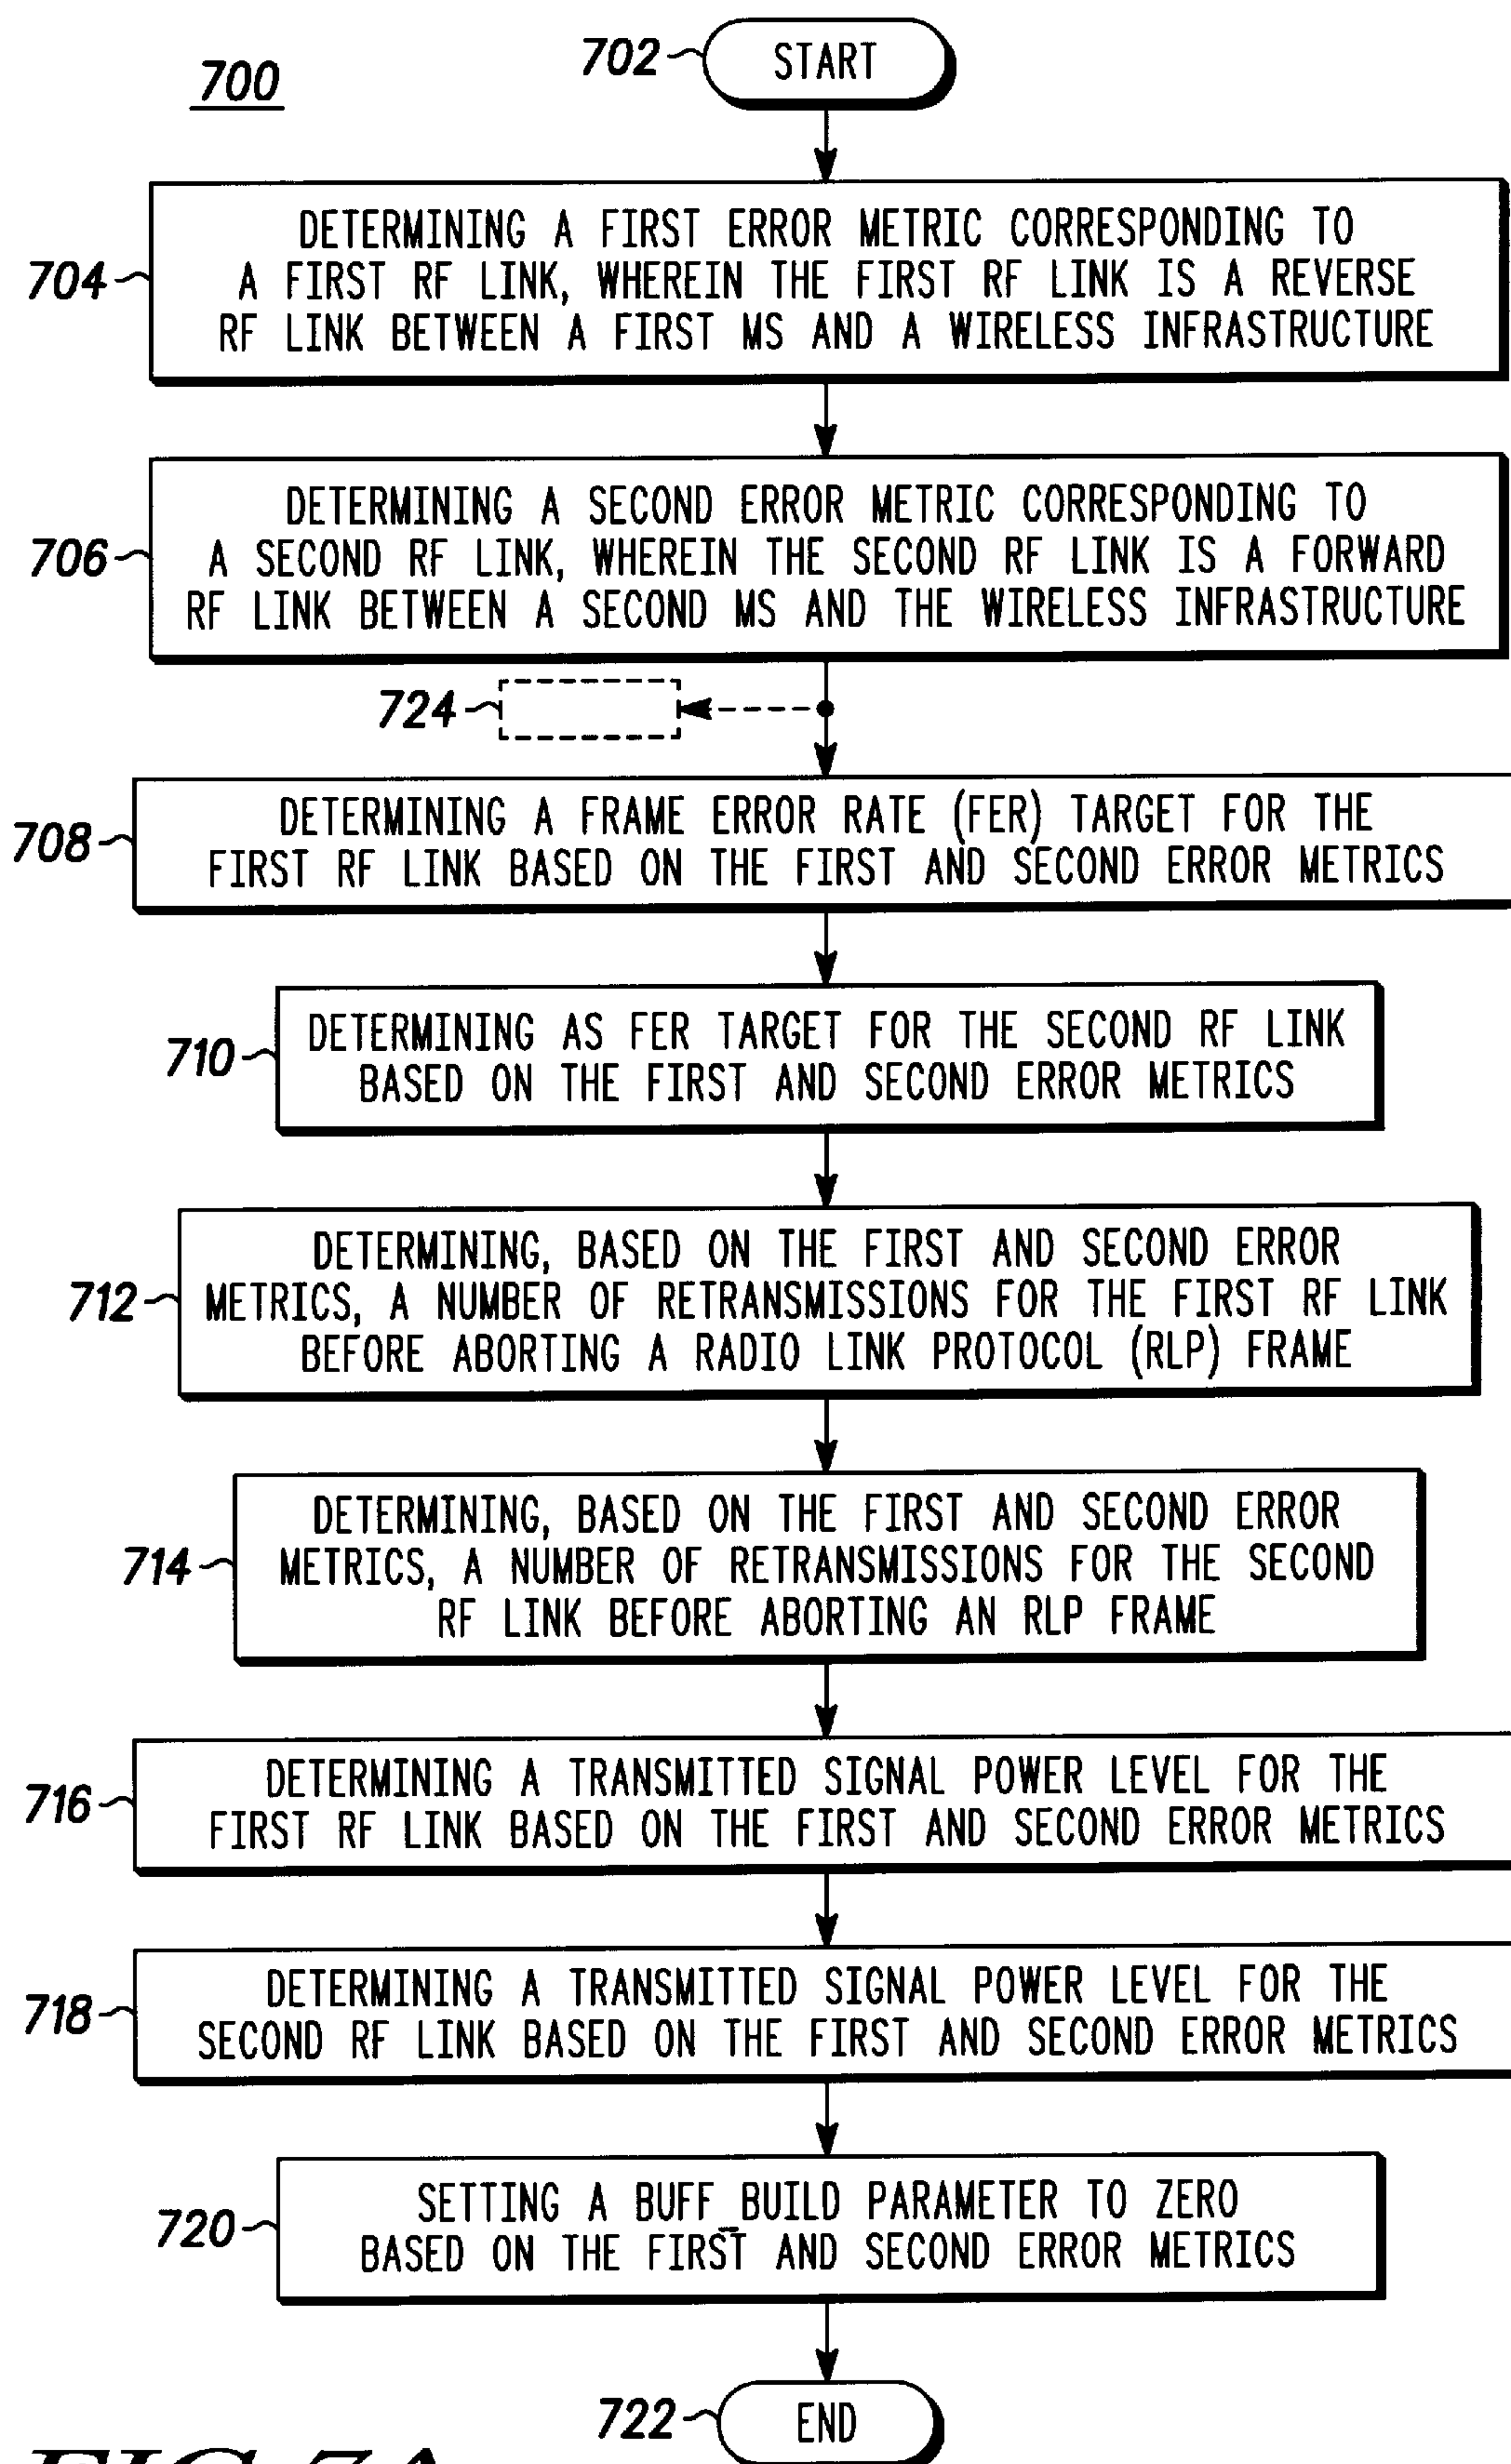 702
START
700
704
DETERMINING A FIRST ERROR METRIC CORRESPONDING TO
A FIRST RF LINK, WHEREIN THE FIRST RF LINK IS A REVERSE
RF LINK BETWEEN A FIRST MS AND A WIRELESS INFRASTRUCTURE
706
DETERMINING A SECOND ERROR METRIC CORRESPONDING TO
A SECOND RF LINK, WHEREIN THE SECOND RF LINK IS A FORWARD
RF LINK BETWEEN A SECOND MS AND THE WIRELESS INFRASTRUCTURE
724
708
DETERMINING A FRAME ERROR RATE (FER) TARGET FOR THE
FIRST RF LINK BASED ON THE FIRST AND SECOND ERROR METRICS
710
DETERMINING AS FER TARGET FOR THE SECOND RF LINK
BASED ON THE FIRST AND SECOND ERROR METRICS
712
DETERMINING, BASED ON THE FIRST AND SECOND ERROR
METRICS, A NUMBER OF RETRANSMISSIONS FOR THE FIRST RF LINK
BEFORE ABORTING A RADIO LINK PROTOCOL (RLP) FRAME
714
DETERMINING, BASED ON THE FIRST AND SECOND ERROR
METRICS, A NUMBER OF RETRANSMISSIONS FOR THE SECOND
RF LINK BEFORE ABORTING AN RLP FRAME
716
DETERMINING A TRANSMITTED SIGNAL POWER LEVEL FOR THE
FIRST RF LINK BASED ON THE FIRST AND SECOND ERROR METRICS
718
DETERMINING A TRANSMITTED SIGNAL POWER LEVEL FOR THE
SECOND RF LINK BASED ON THE FIRST AND SECOND ERROR METRICS
720
SETTING A BUFF_BUILD PARAMETER TO ZERO
BASED ON THE FIRST AND SECOND ERROR METRICS
722
END